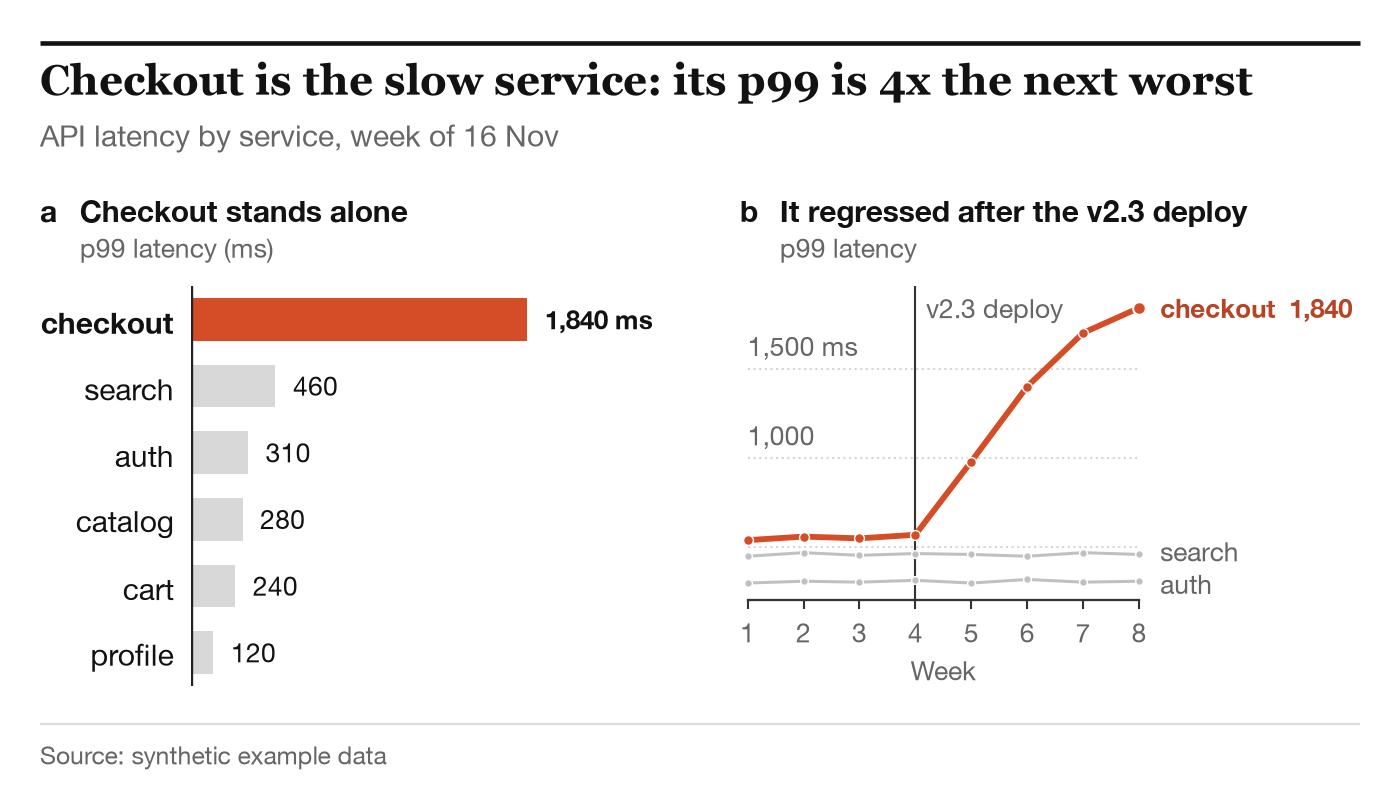 Checkout is the slow service: its p99 is 4x the next worst
API latency by service, week of 16 Nov
a Checkout stands alone
p99 latency (ms)
checkout 1,840 ms
search 460
auth 310
catalog 280
cart 240
profile 120
b It regressed after the v2.3 deploy
p99 latency
v2.3 deploy
checkout 1,840
1,500 ms
1,000
search
auth
1 2 3 4 5 6 7 8
Week
Source: synthetic example data